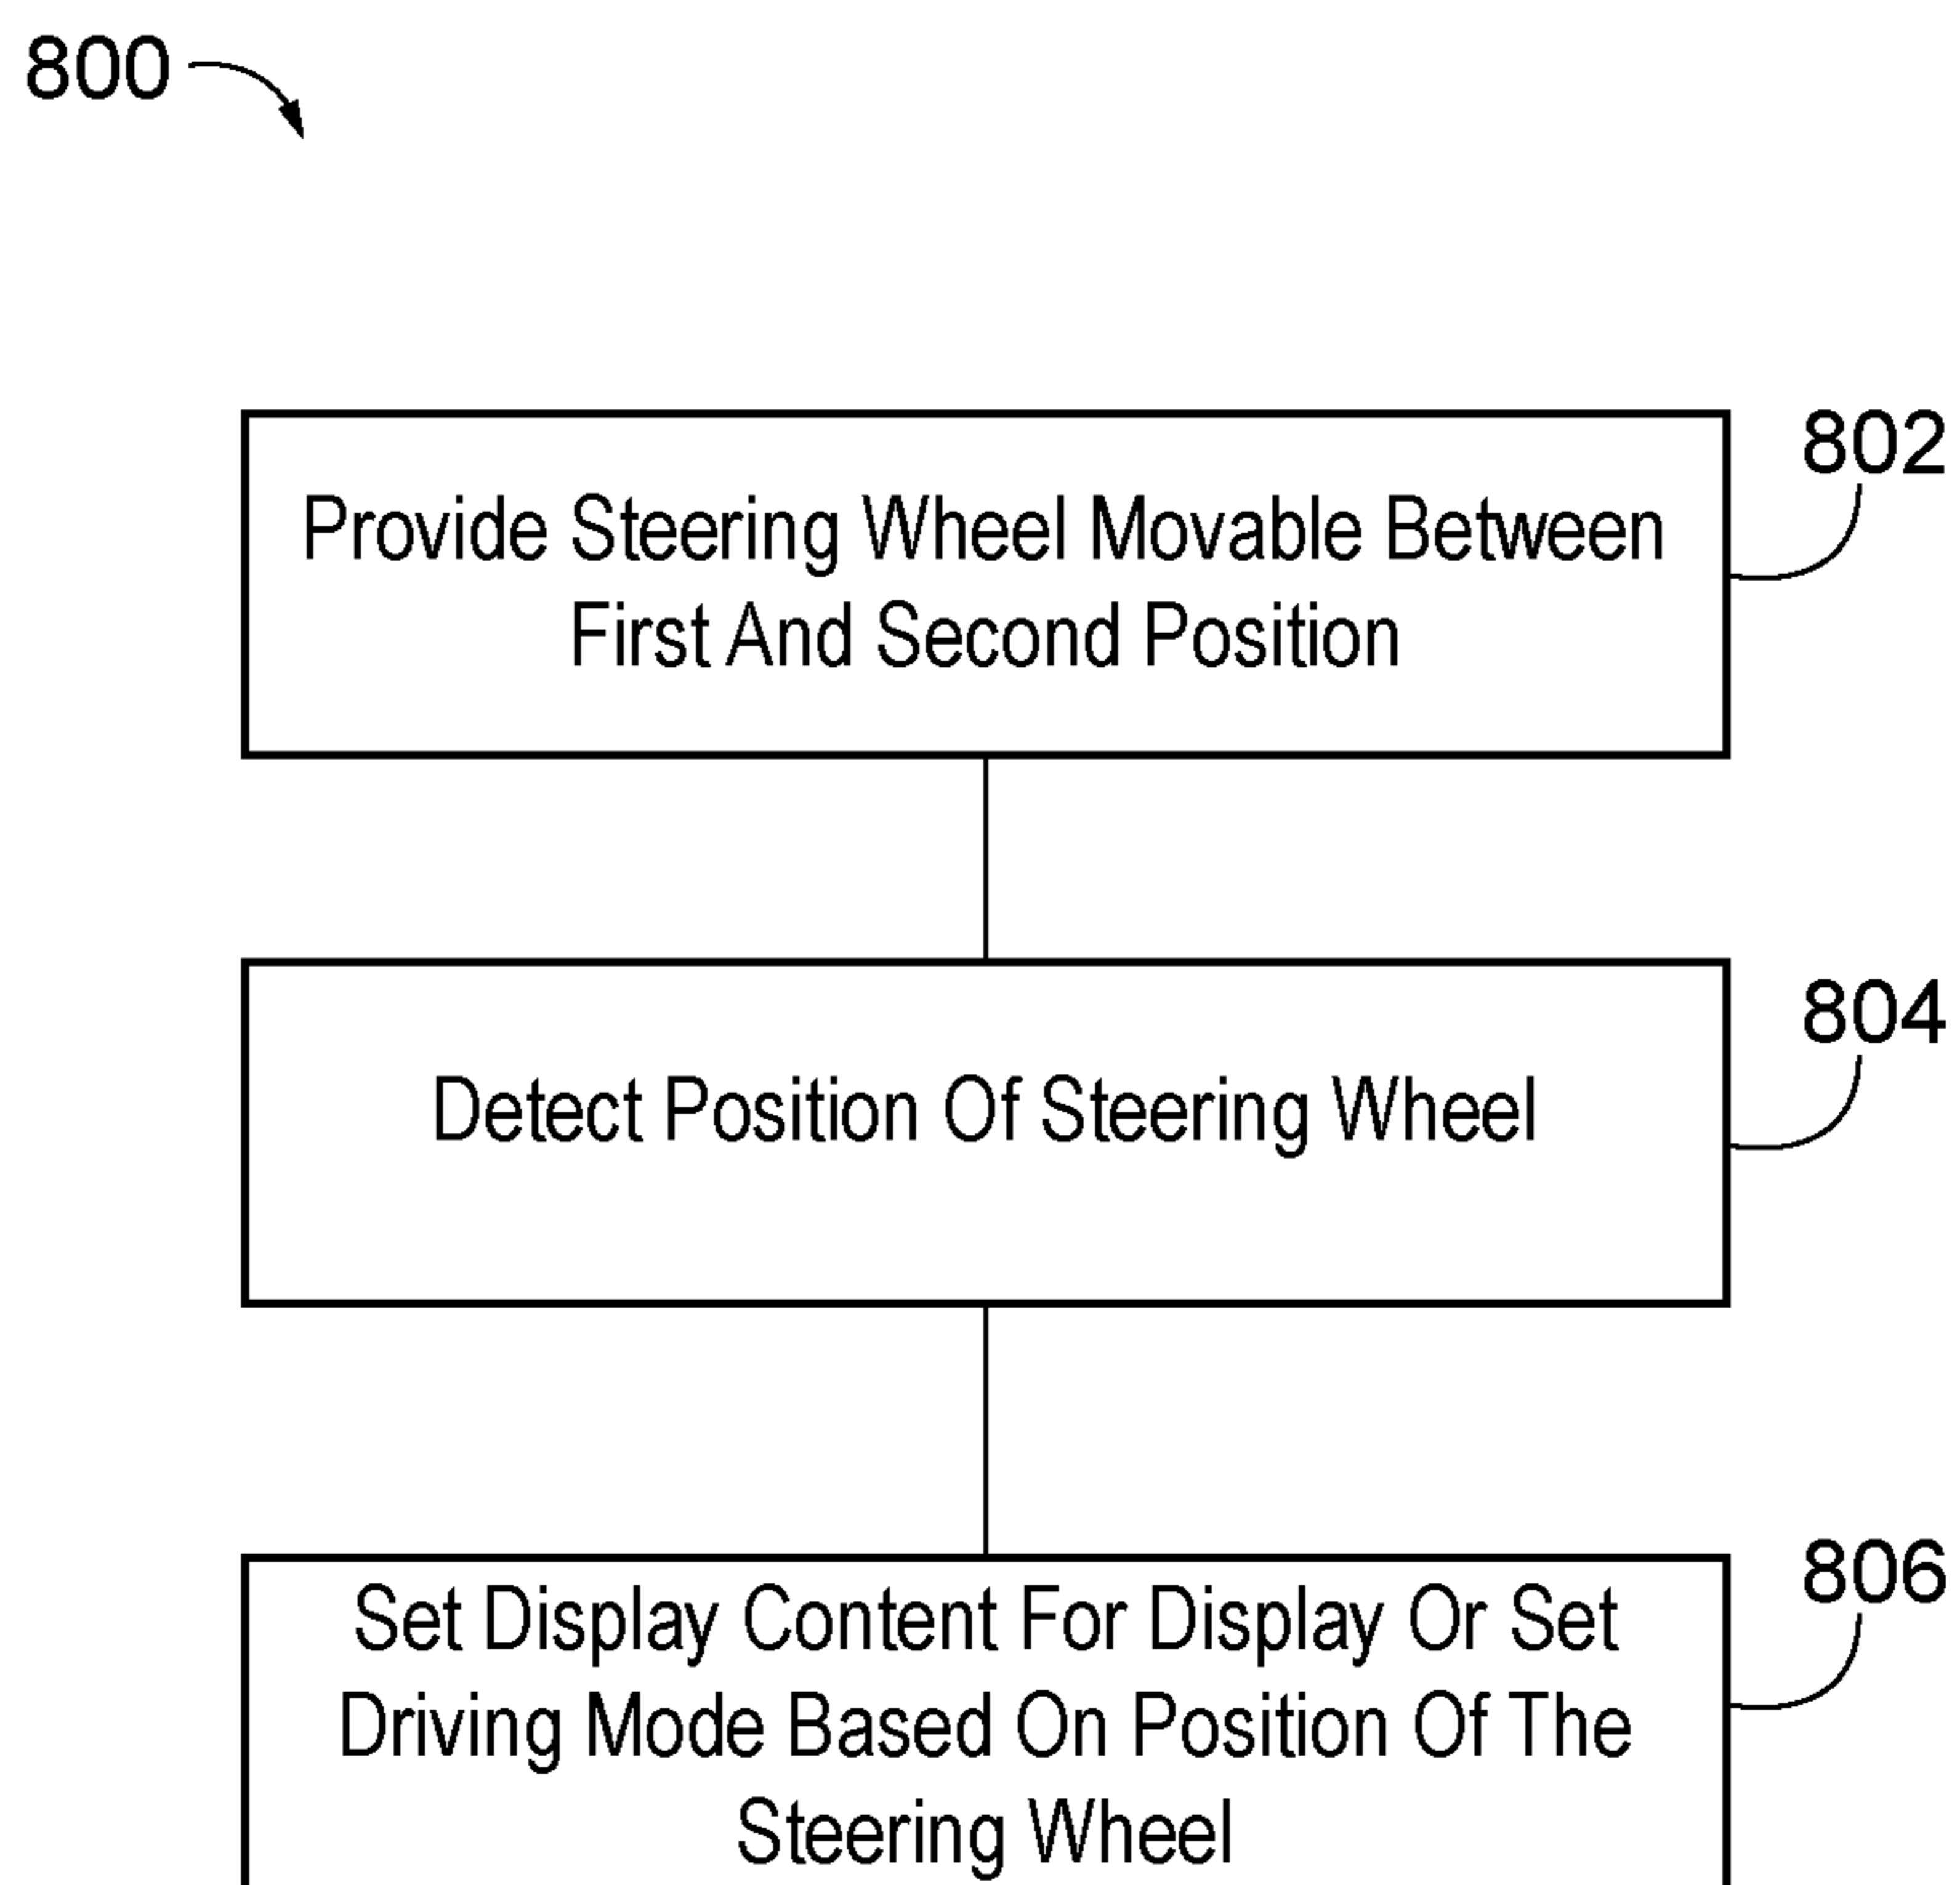 800
802
Provide Steering Wheel Movable Between
First And Second Position
804
Detect Position Of Steering Wheel
806
Set Display Content For Display Or Set
Driving Mode Based On Position Of The
Steering Wheel